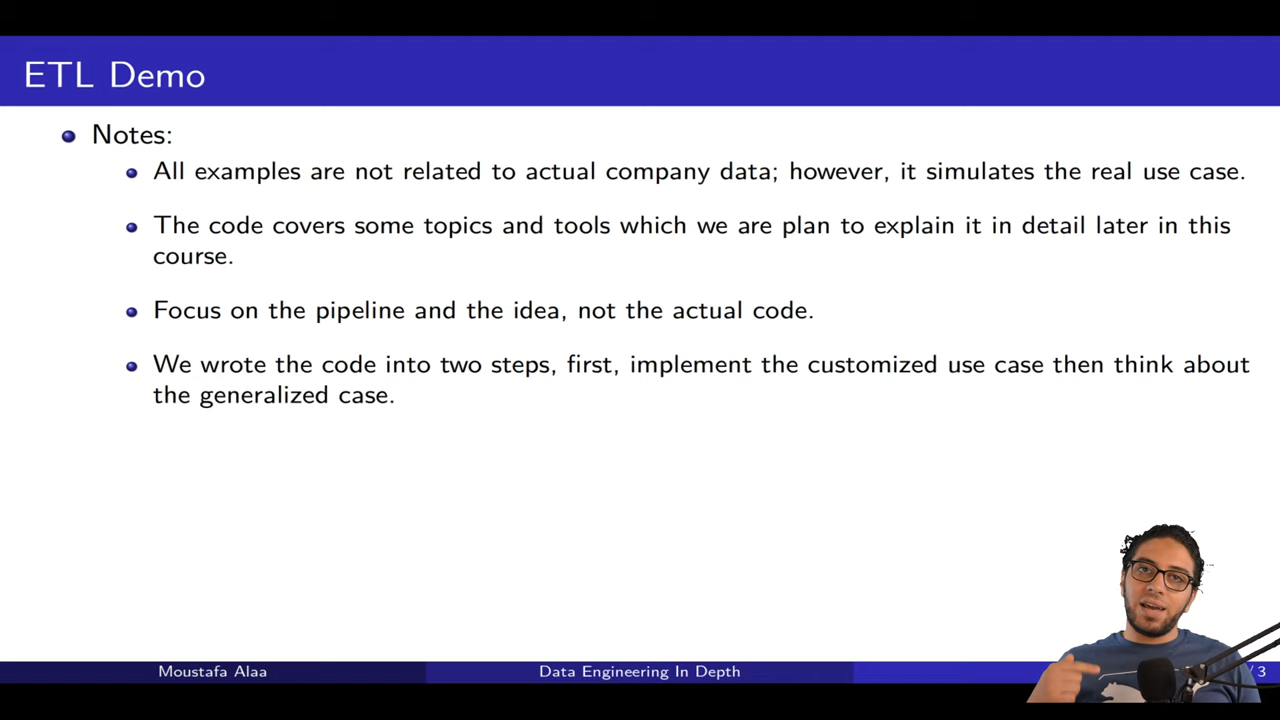 ETL Demo
Notes:
All examples are not related to actual company data; however, it simulates the real use case.
The code covers some topics and tools which we are plan to explain it in detail later in this
course.
Focus on the pipeline and the idea, not the actual code.
We wrote the code into two steps, first, implement the customized use case then think about
the generalized case.
Moustafa Alaa
Data Engineering In Depth
/ 3